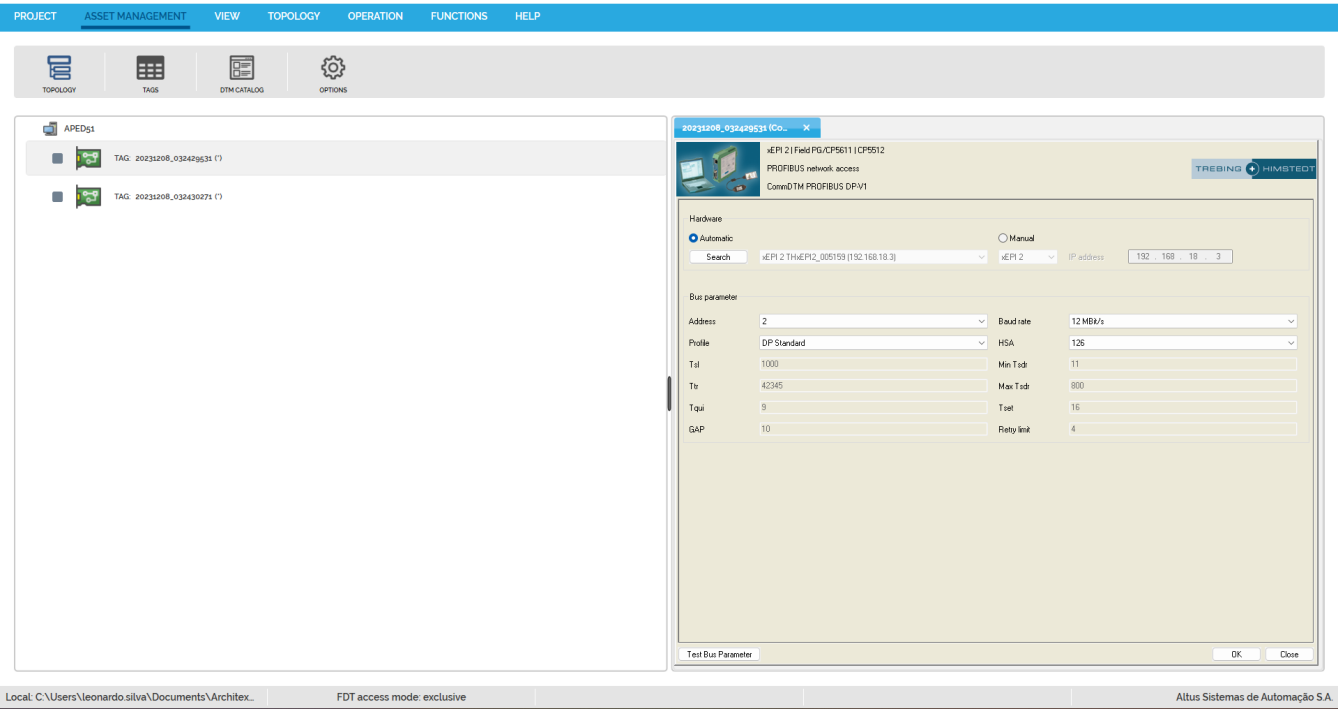 PROJECT ASSET MANAGEMENT VIEW TOPOLOGY OPERATION FUNCTIONS HELP
TOPOLOGY TAGS DTM CATALOG OPTIONS
APED51
TAG: 20231208_032429531 (*)
TAG: 20231208_032430271 (*)
20231208_032429531 (Co... ×
xEPI 2 | Field PG/CP5611 | CP5512
PROFIBUS network access
CommDTM PROFIBUS DP-V1
TREBING + HIMSTEDT
Hardware
Automatic Manual
Search xEPI 2 THxEPI2_005159 (192.168.18.3) xEPI 2 IP address 192 . 168 . 18 . 3
Bus parameter
Address 2 Baud rate 12 MBit/s
Profile DP Standard HSA 126
Tsl 1000 Min Tsdr 11
Ttr 42345 Max Tsdr 800
Tqui 9 Tset 16
GAP 10 Retry limit 4
Test Bus Parameter OK Close
Local: C:\Users\leonardo.silva\Documents\Architex... FDT access mode: exclusive Altus Sistemas de Automação S.A.